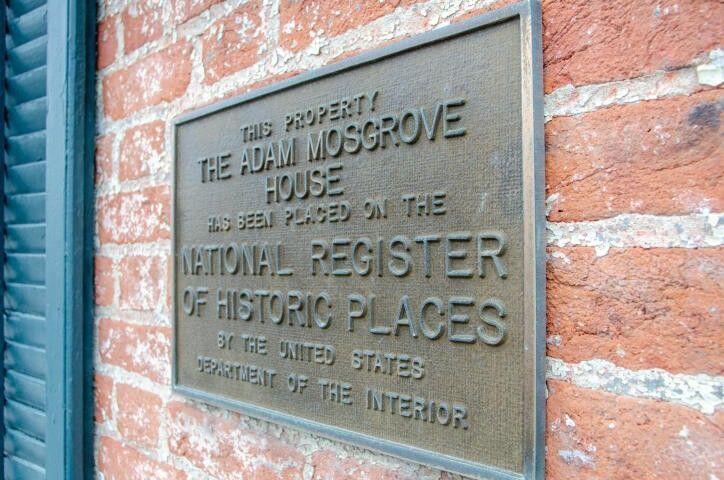 THIS PROPERTY
THE ADAM MOSGROVE
HOUSE
HAS BEEN PLACED ON THE
NATIONAL REGISTER
OF HISTORIC PLACES
BY THE UNITED STATES
DEPARTMENT OF THE INTERIOR